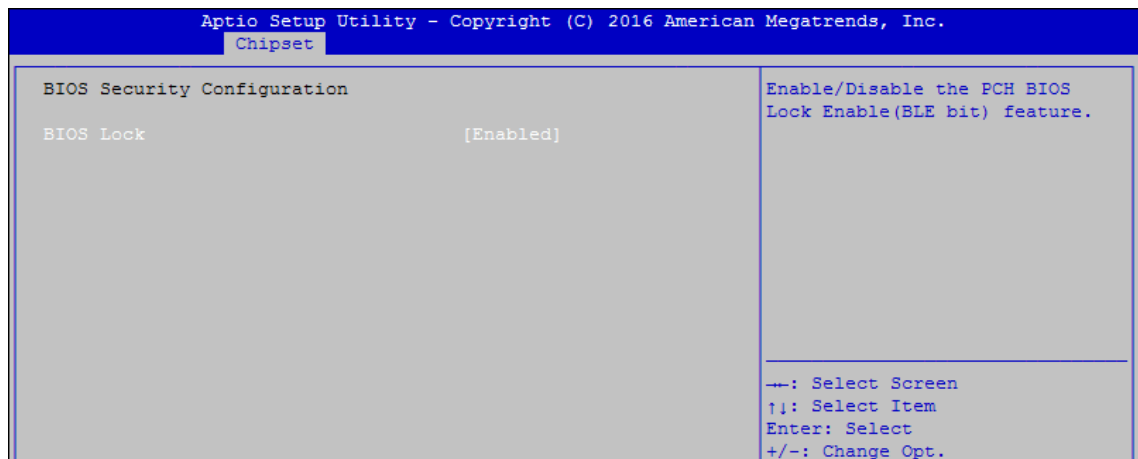 Aptio Setup Utility - Copyright (C) 2016 American Megatrends, Inc.
Chipset
BIOS Security Configuration
BIOS Lock [Enabled]
Enable/Disable the PCH BIOS
Lock Enable(BLE bit) feature.
→←: Select Screen
↑↓: Select Item
Enter: Select
+/-: Change Opt.